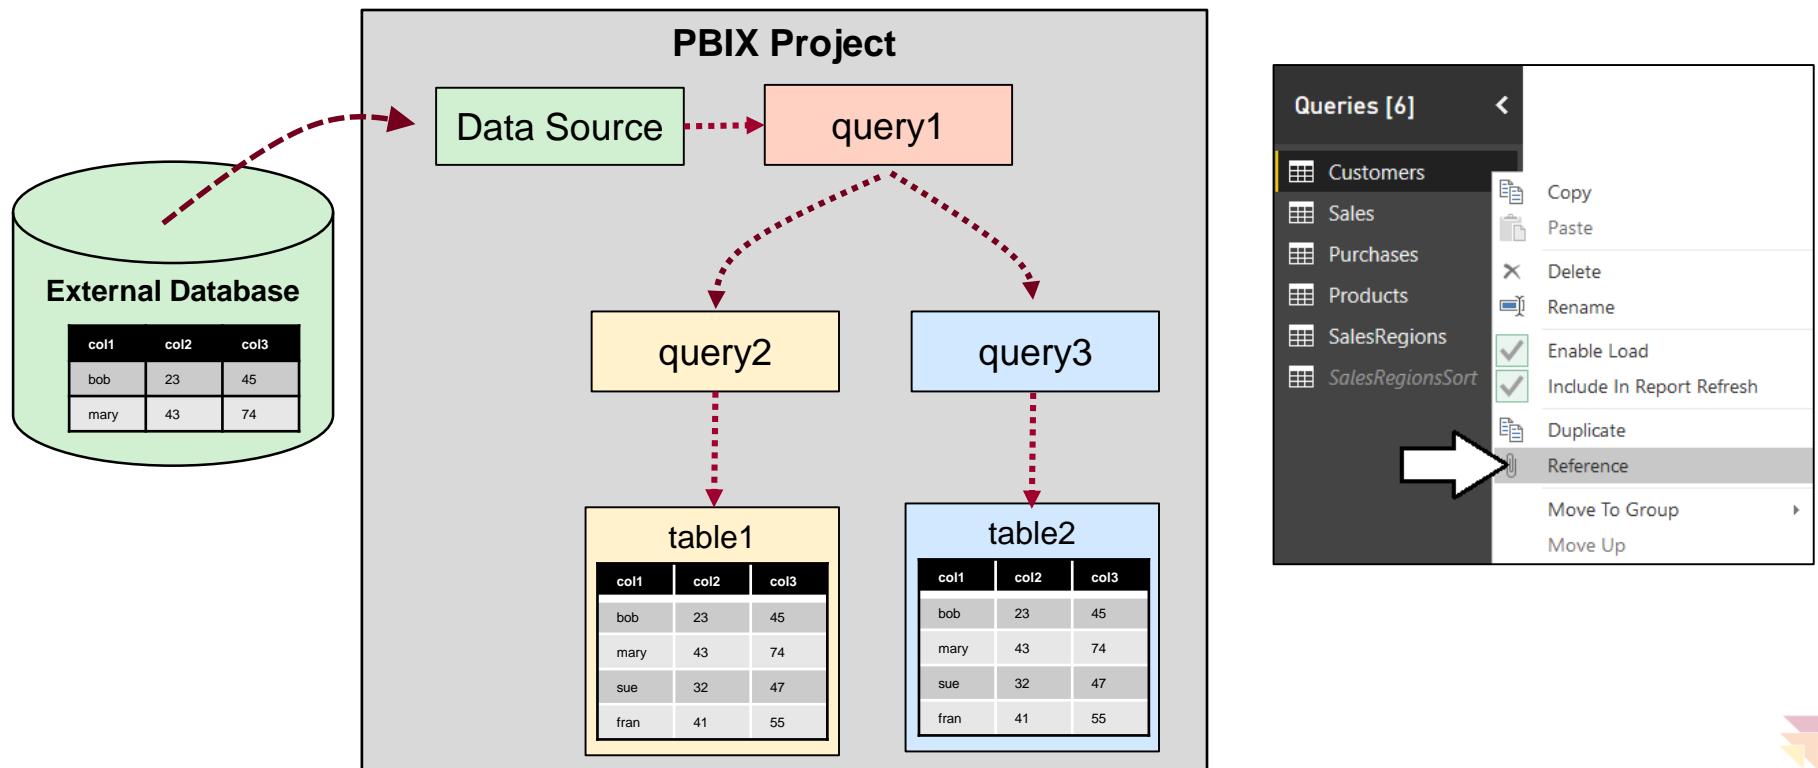 PBIX Project
Data Source
query1
External Database
col1 col2 col3
bob 23 45
mary 43 74
query2
query3
table1
col1 col2 col3
bob 23 45
mary 43 74
sue 32 47
fran 41 55
table2
col1 col2 col3
bob 23 45
mary 43 74
sue 32 47
fran 41 55
Queries [6]
Customers
Sales
Purchases
Products
SalesRegions
SalesRegionsSort
Copy
Paste
Delete
Rename
Enable Load
Include In Report Refresh
Duplicate
Reference
Move To Group
Move Up